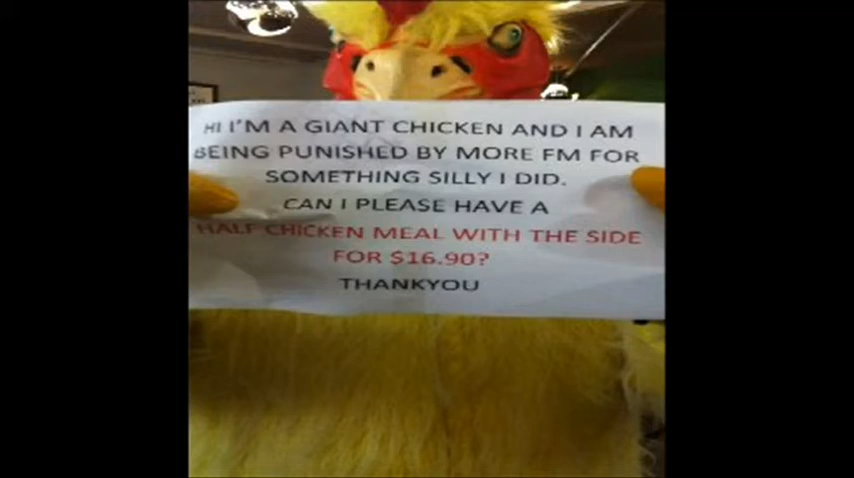 HI I'M A GIANT CHICKEN AND I AM
BEING PUNISHED BY MORE FM FOR
SOMETHING SILLY I DID.
CAN I PLEASE HAVE A
HALF CHICKEN MEAL WITH THE SIDE
FOR $16.90?
THANKYOU